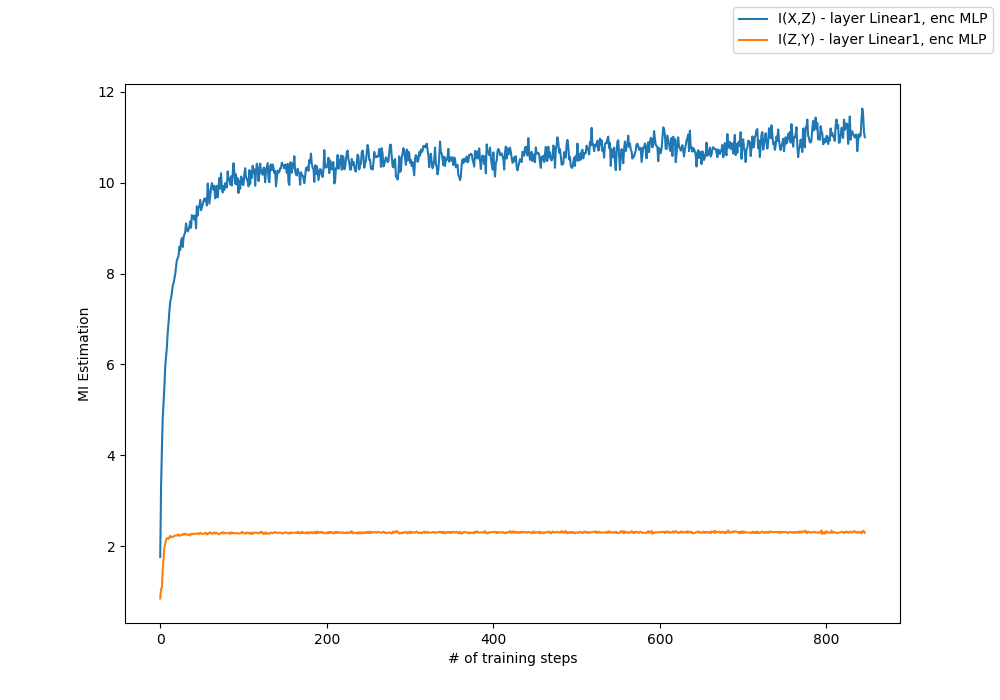 I(X,Z) - layer Linear1, enc MLP
I(Z,Y) - layer Linear1, enc MLP
12
10
8
6
4
2
MI Estimation
0
200
400
600
800
# of training steps